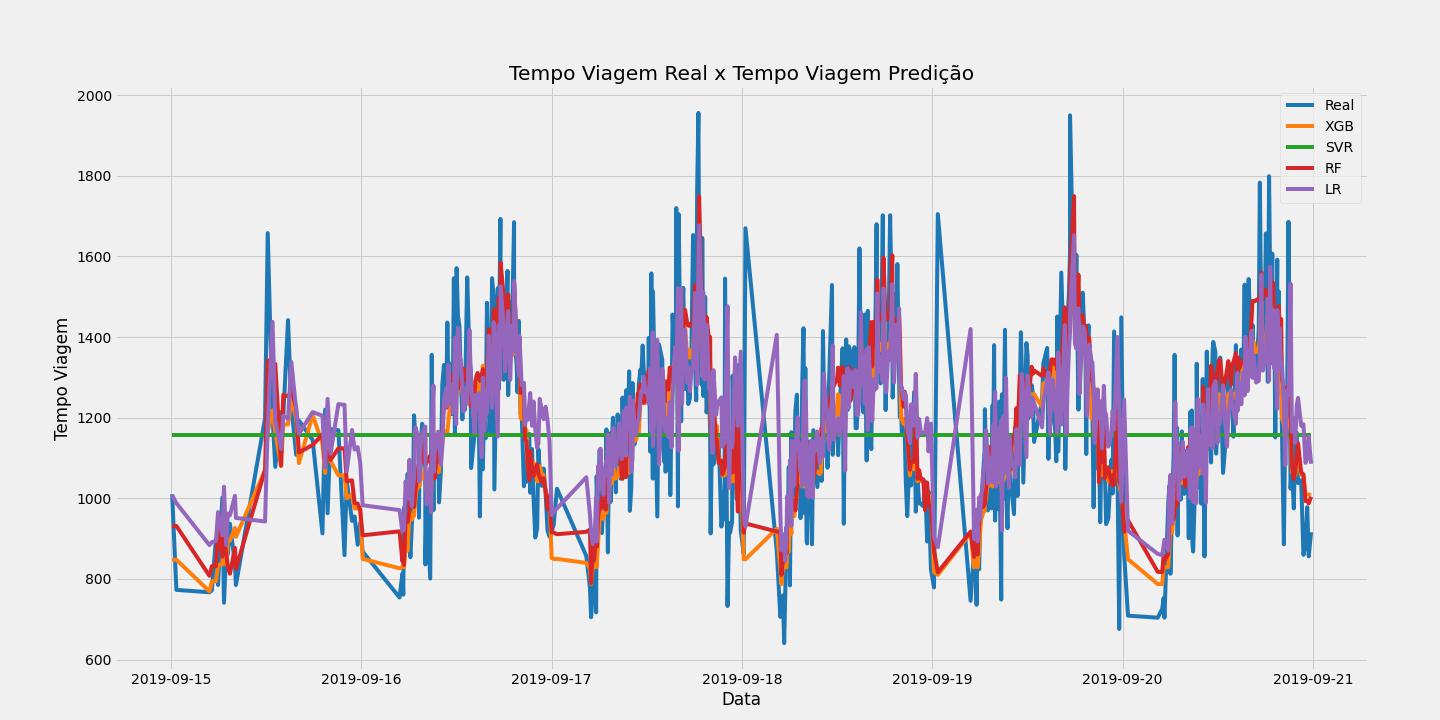 Tempo Viagem Real x Tempo Viagem Predição
2000
1800
1600
1400
1200
1000
800
600
Tempo Viagem
Real
XGB
SVR
RF
LR
2019-09-15
2019-09-16
2019-09-17
2019-09-18
2019-09-19
2019-09-20
2019-09-21
Data